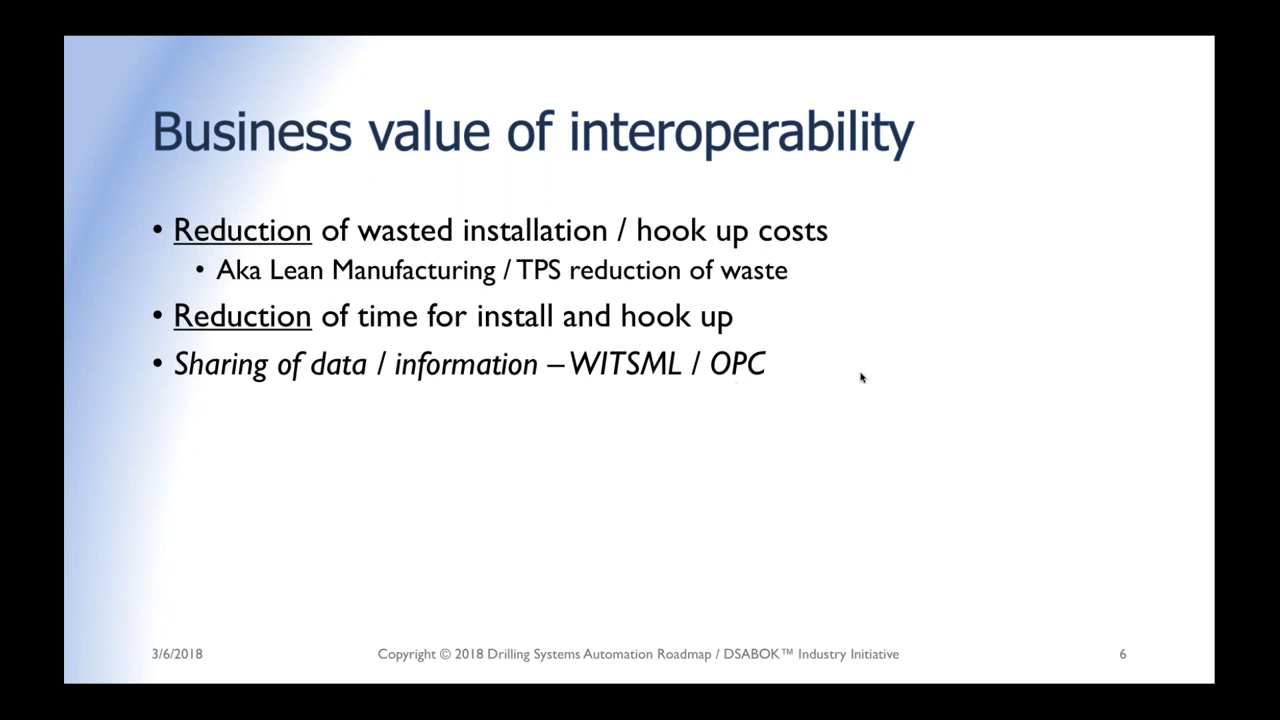 Business value of interoperability
• Reduction of wasted installation / hook up costs
• Aka Lean Manufacturing / TPS reduction of waste
• Reduction of time for install and hook up
• Sharing of data / information – WITSML / OPC
3/6/2018 Copyright © 2018 Drilling Systems Automation Roadmap / DSABOK™ Industry Initiative 6